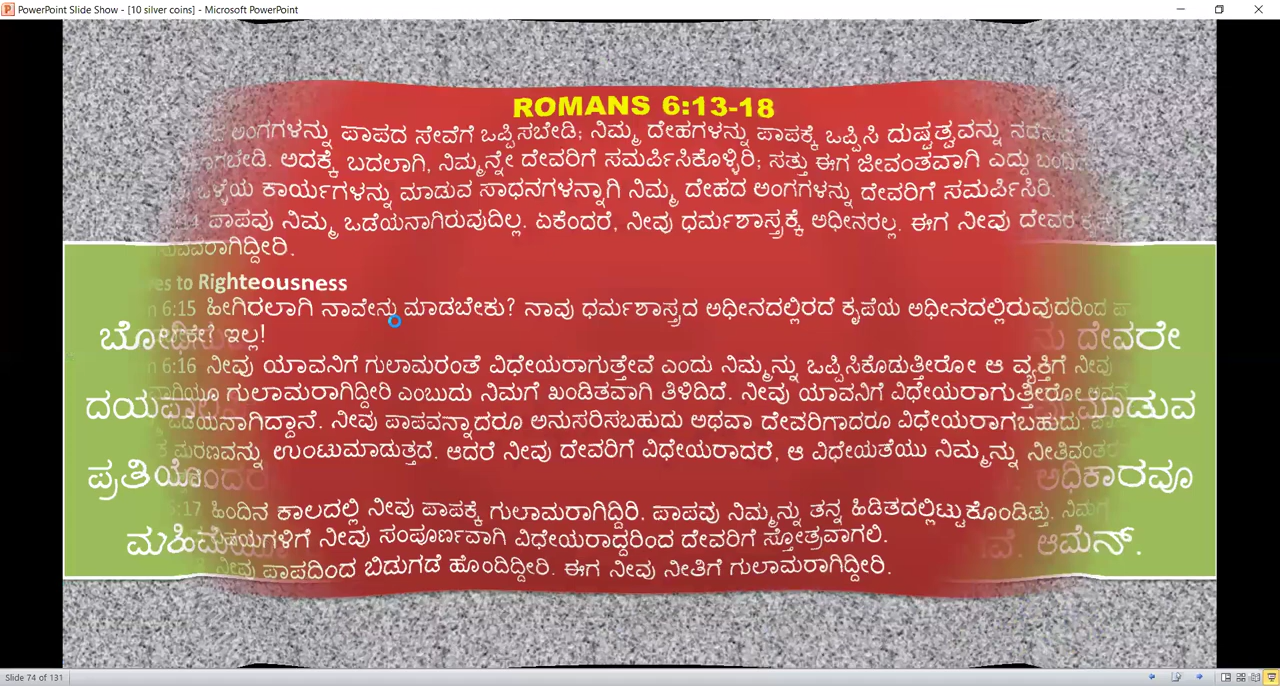 PowerPoint Slide Show - [10 silver coins] - Microsoft PowerPoint
ROMANS 6:13-18
ಅಂಗಗಳನ್ನು ಪಾಪದ ಸೇವೆಗೆ ಒಪ್ಪಿಸಬೇಡಿ; ನಿಮ್ಮ ದೇಹಗಳನ್ನು ಪಾಪಕ್ಕೆ ಒಪ್ಪಿಸಿ ದುಷ್ಟತ್ವವನ್ನು
ಅದಕ್ಕೆ ಬದಲಾಗಿ, ನಿಮ್ಮನ್ನೇ ದೇವರಿಗೆ ಸಮರ್ಪಿಸಿಕೊಳ್ಳಿರಿ; ಸತ್ತು ಈಗ ಜೀವಂತವಾಗಿ ಎದ್ದು
ಕಾರ್ಯಗಳನ್ನು ಮಾಡುವ ಸಾಧನಗಳನ್ನಾಗಿ ನಿಮ್ಮ ದೇಹದ ಅಂಗಗಳನ್ನು ದೇವರಿಗೆ ಸಮರ್ಪಿಸಿರಿ.
ಪಾಪವು ನಿಮ್ಮ ಒಡೆಯನಾಗಿರುವುದಿಲ್ಲ. ಏಕೆಂದರೆ, ನೀವು ಧರ್ಮಶಾಸ್ತ್ರಕ್ಕೆ ಅಧೀನರಲ್ಲ. ಈಗ ನೀವು ದೇವರ
to Righteousness
6:15 ಹೀಗಿರಲಾಗಿ ನಾವೇನು ಮಾಡಬೇಕು? ನಾವು ಧರ್ಮಶಾಸ್ತ್ರದ ಅಧೀನದಲ್ಲಿರದೆ ಕೃಪೆಯ ಅಧೀನದಲ್ಲಿರುವುದರಿಂದ
ಇಲ್ಲ!
ದೇವರೇ
6:16 ನೀವು ಯಾವನಿಗೆ ಗುಲಾಮರಂತೆ ವಿಧೇಯರಾಗುತ್ತೇವೆ ಎಂದು ನಿಮ್ಮನ್ನು ಒಪ್ಪಿಸಿಕೊಡುತ್ತೀರೋ ಆ ವ್ಯಕ್ತಿಗೆ ನೀವು
ಗುಲಾಮರಾಗಿದ್ದೀರಿ ಎಂಬುದು ನಿಮಗೆ ಖಂಡಿತವಾಗಿ ತಿಳಿದಿದೆ. ನೀವು ಯಾವನಿಗೆ ವಿಧೇಯರಾಗುತ್ತೀರೋ
ಮಾಡುವ
ನೀವು ಪಾಪವನ್ನಾದರೂ ಅನುಸರಿಸಬಹುದು ಅಥವಾ ದೇವರಿಗಾದರೂ ವಿಧೇಯರಾಗಬಹುದು.
ಮರಣವನ್ನು ಉಂಟುಮಾಡುತ್ತದೆ. ಆದರೆ ನೀವು ದೇವರಿಗೆ ವಿಧೇಯರಾದರೆ, ಆ ವಿಧೇಯತೆಯು ನಿಮ್ಮನ್ನು
ಅಧಿಕಾರವೂ
6:17 ಹಿಂದಿನ ಕಾಲದಲ್ಲಿ ನೀವು ಪಾಪಕ್ಕೆ ಗುಲಾಮರಾಗಿದ್ದಿರಿ. ಪಾಪವು ನಿಮ್ಮನ್ನು ತನ್ನ ಹಿಡಿತದಲ್ಲಿಟ್ಟುಕೊಂಡಿತ್ತು.
ನೀವು ಸಂಪೂರ್ಣವಾಗಿ ವಿಧೇಯರಾದ್ದರಿಂದ ದೇವರಿಗೆ ಸ್ತೋತ್ರವಾಗಲಿ.
ಆಮೆನ್.
ನೀವು ಪಾಪದಿಂದ ಬಿಡುಗಡೆ ಹೊಂದಿದ್ದೀರಿ. ಈಗ ನೀವು ನೀತಿಗೆ ಗುಲಾಮರಾಗಿದ್ದೀರಿ.
Slide 74 of 131